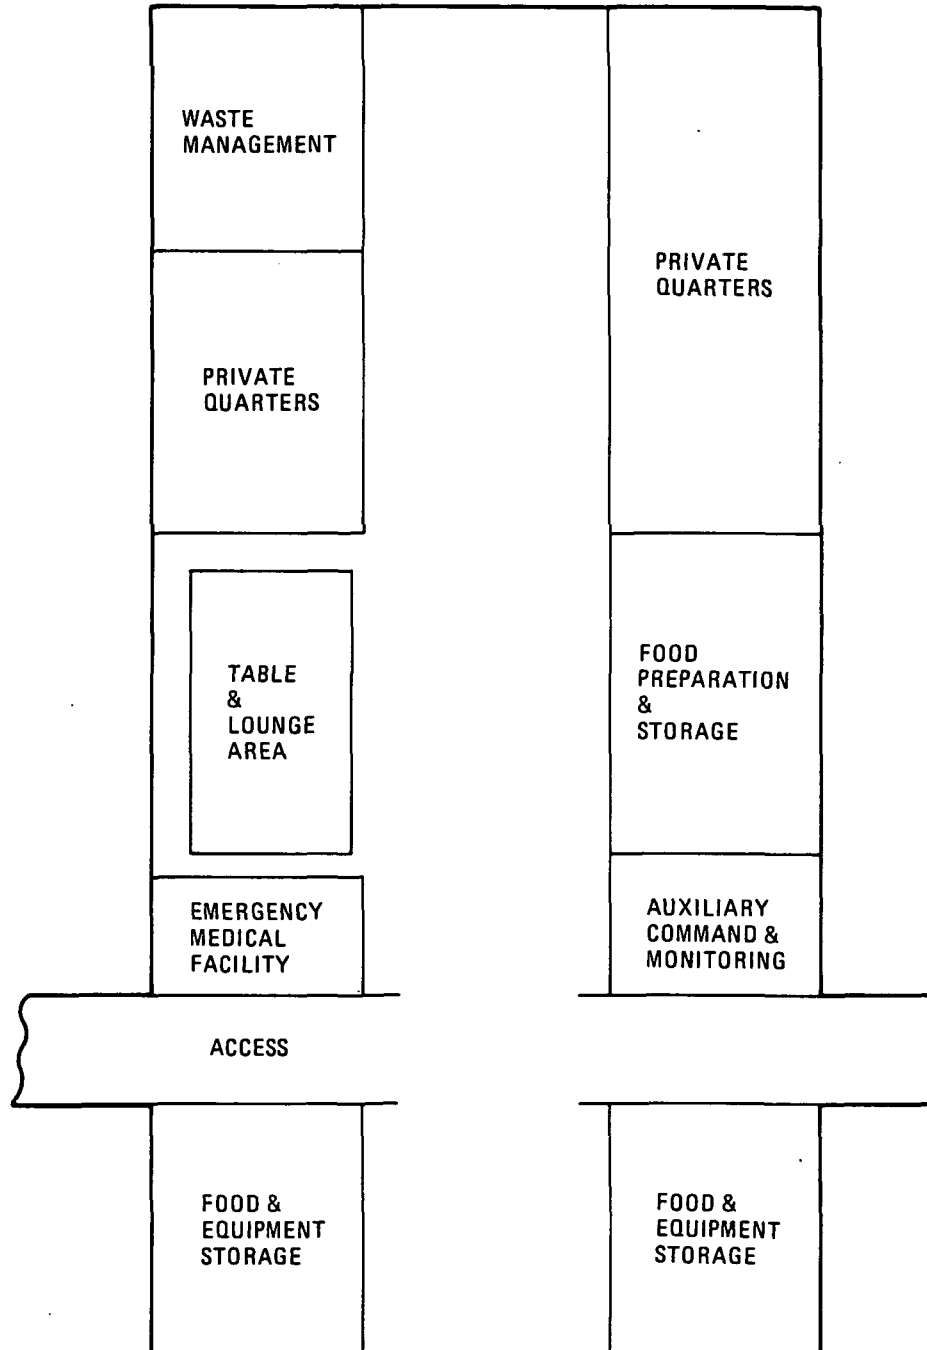 WASTE
MANAGEMENT
PRIVATE
QUARTERS
PRIVATE
QUARTERS
TABLE
&
LOUNGE
AREA
FOOD
PREPARATION
&
STORAGE
EMERGENCY
MEDICAL
FACILITY
AUXILIARY
COMMAND &
MONITORING
ACCESS
FOOD &
EQUIPMENT
STORAGE
FOOD &
EQUIPMENT
STORAGE